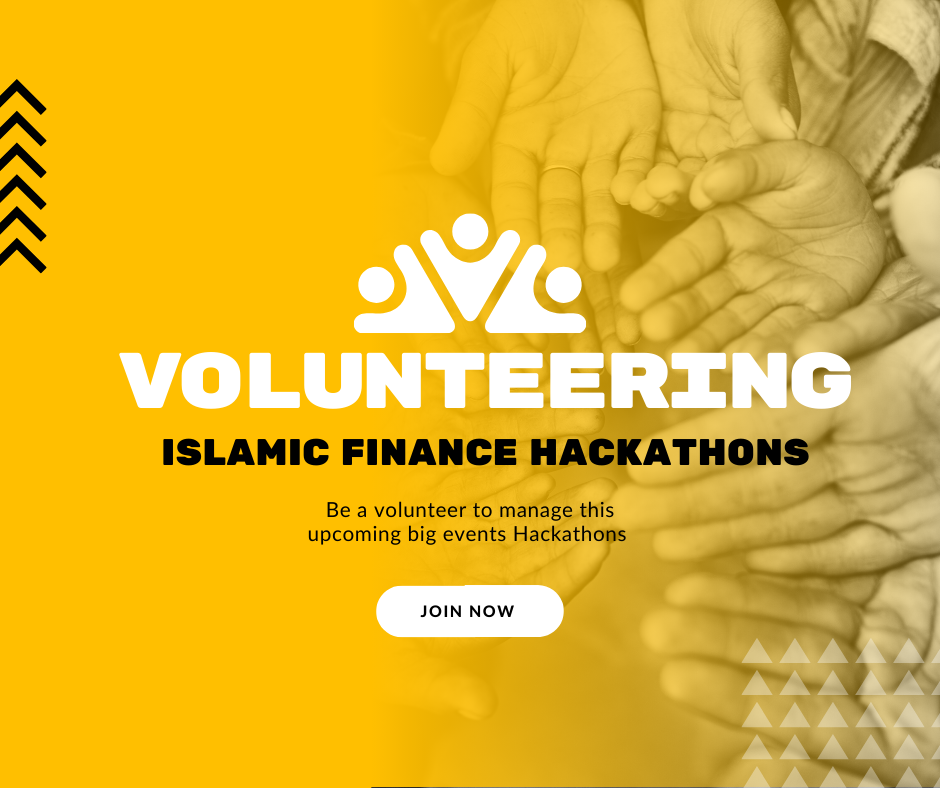 VOLUNTEERING
ISLAMIC FINANCE HACKATHONS
Be a volunteer to manage this
upcoming big events Hackathons
JOIN NOW